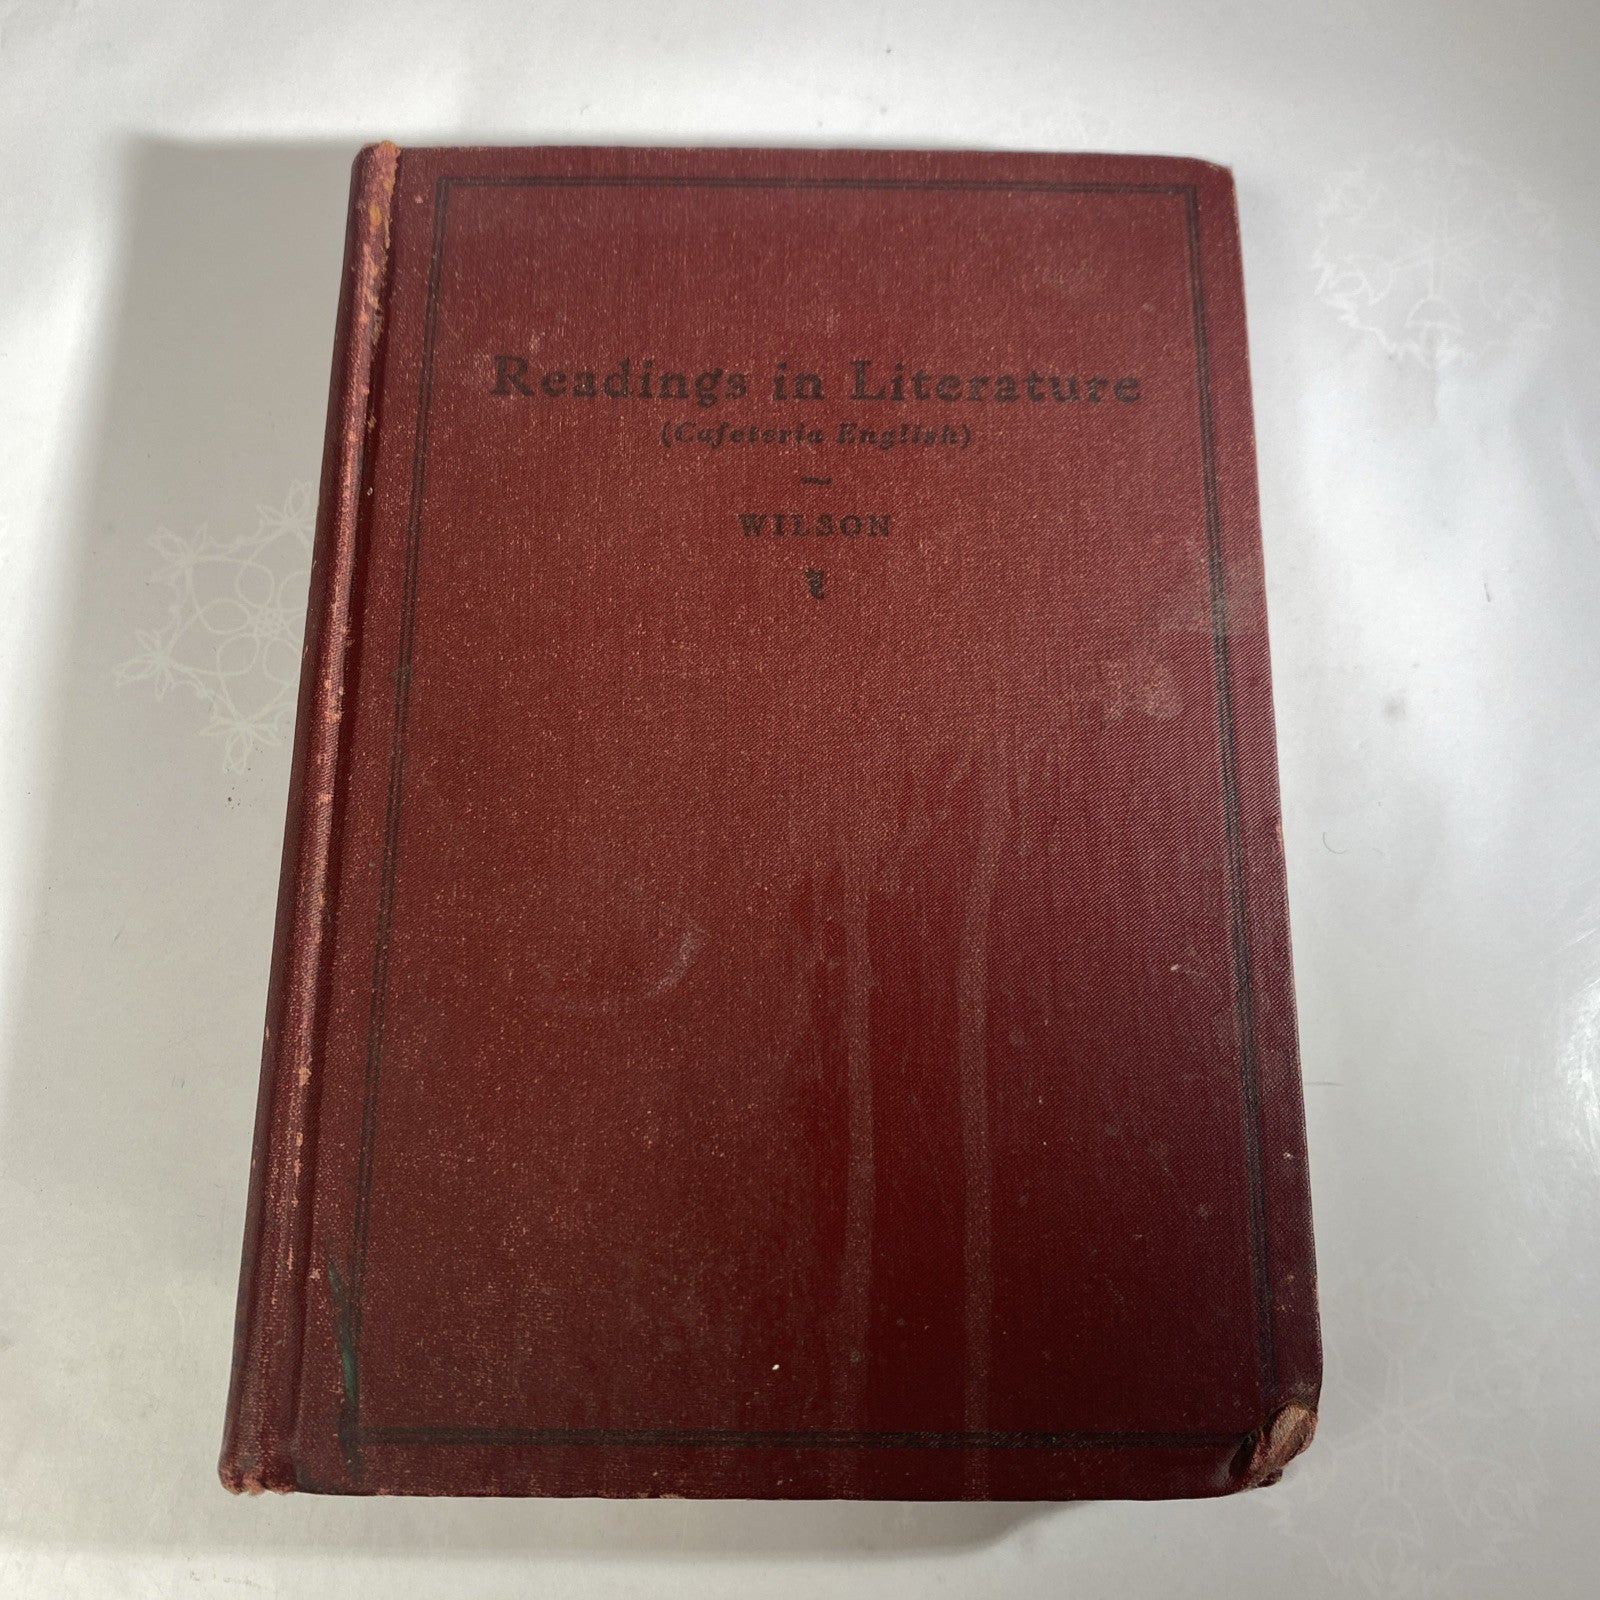 Readings in Literature
(Cafeteria English)
WILSON